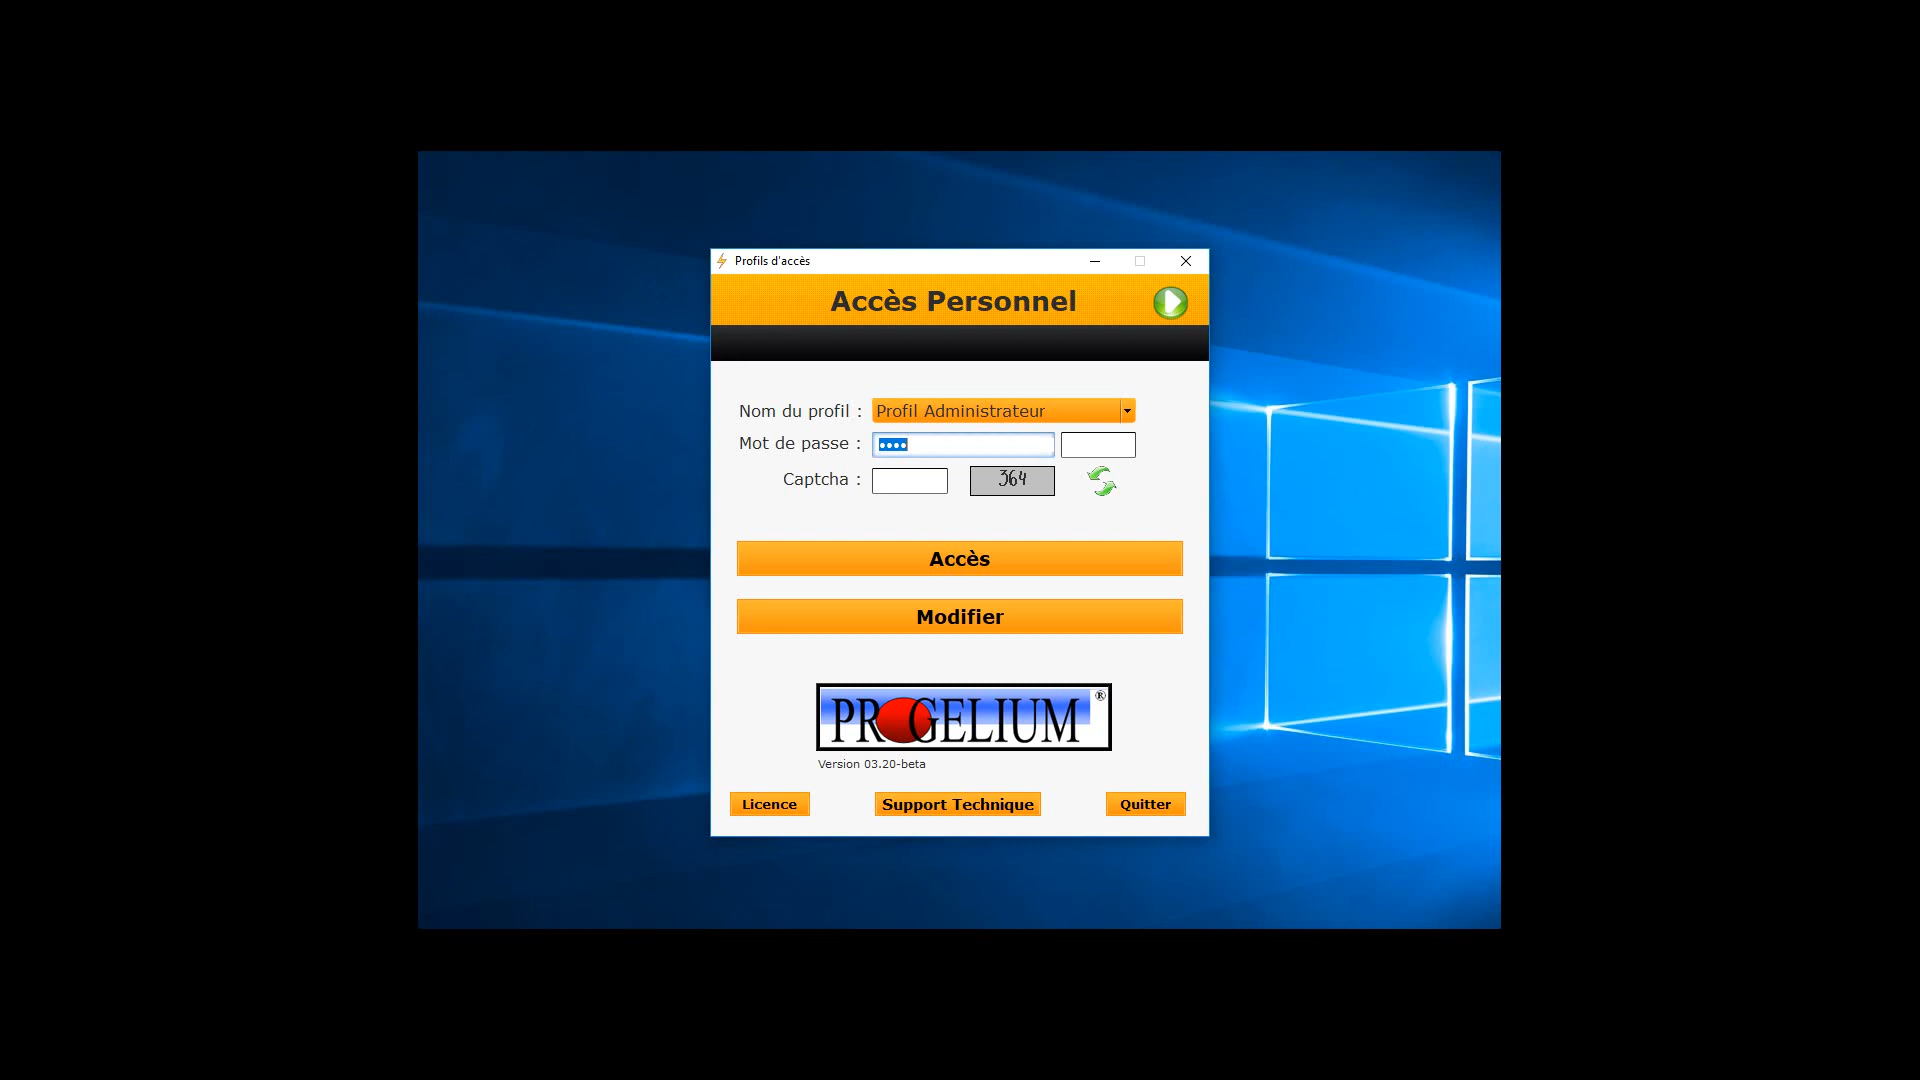 Profils d'accès
Accès Personnel
Nom du profil : Profil Administrateur
Mot de passe : ••••
Captcha : 364
Accès
Modifier
PROGELIUM ®
Version 03.20-beta
Licence Support Technique Quitter